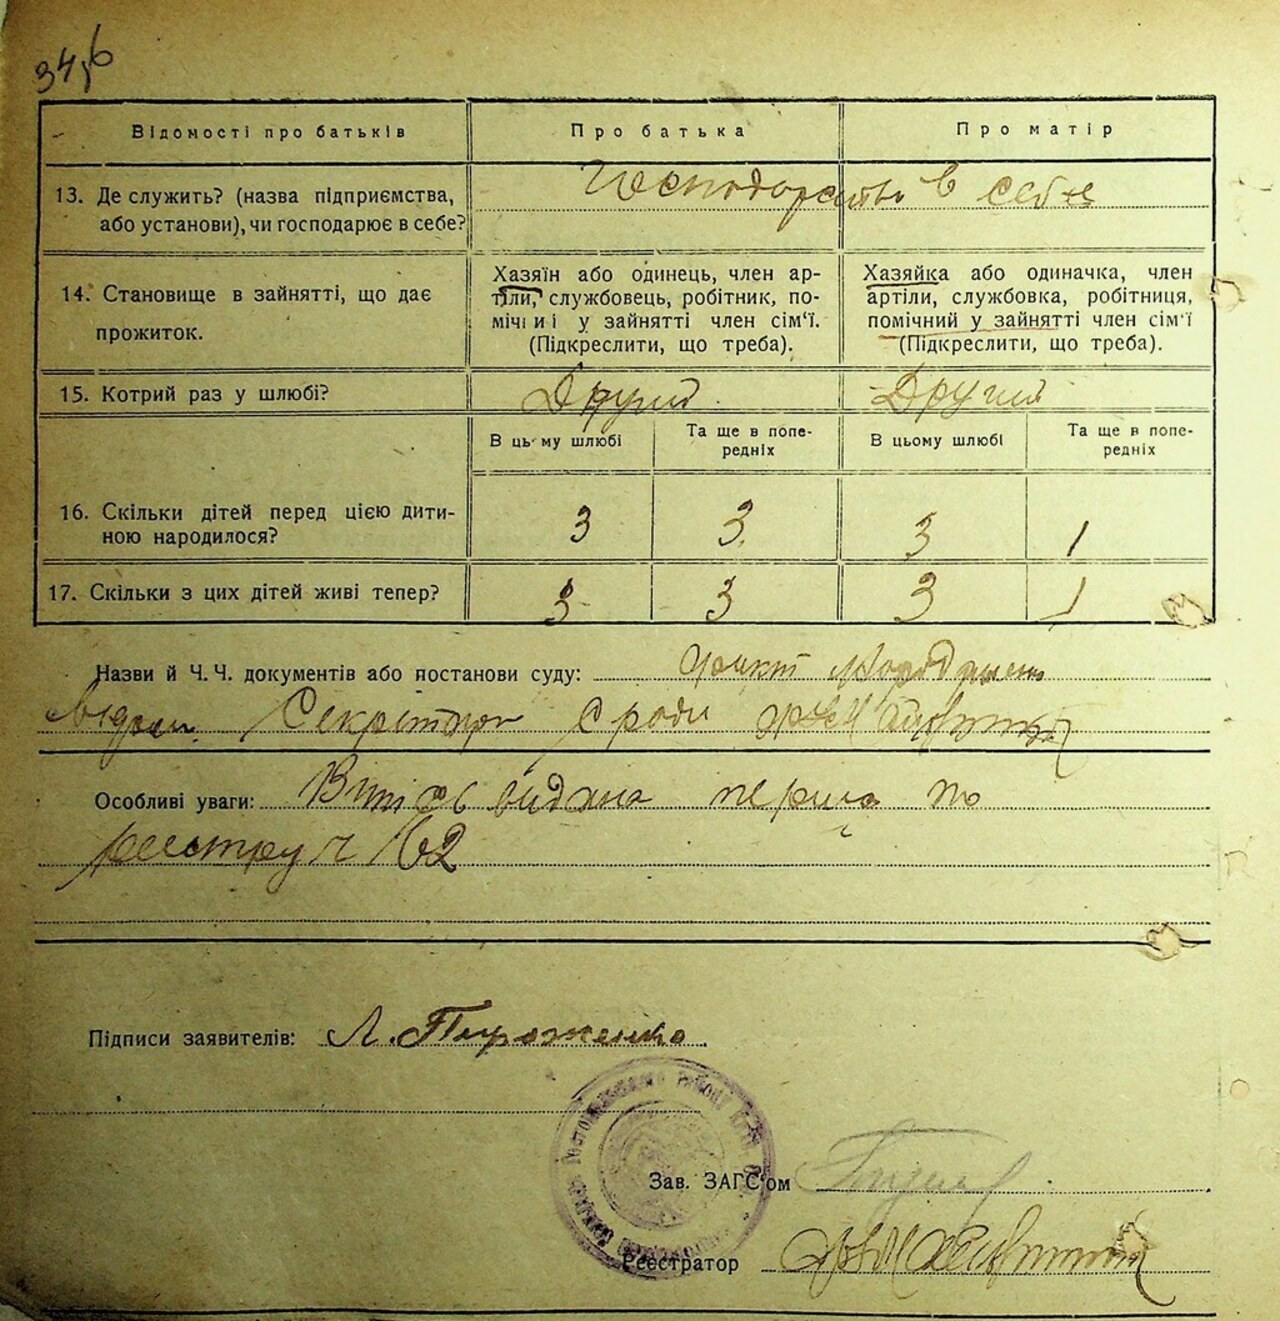 Відомості про батьків
Про батька
Про матір
13. Де служить? (назва підприємства,
або установи), чи господарює в себе?
Господарство в себе
14. Становище в зайнятті, що дає
прожиток.
Хазяїн або одинець, член ар-
тіли, службовець, робітник, по-
мічний у зайнятті член сім'ї.
(Підкреслити, що треба).
Хазяйка або одиначка, член
артіли, службовка, робітниця,
помічний у зайнятті член сім'ї
(Підкреслити, що треба).
15. Котрий раз у шлюбі?
Другий
Другий
В цьому шлюбі
Та ще в попе-
редніх
В цьому шлюбі
Та ще в попе-
редніх
16. Скільки дітей перед цією дити-
ною народилося?
3
3
3
1
17. Скільки з цих дітей живі тепер?
3
3
3
1
Назви й Ч. Ч. документів або постанови суду:
Секретар
Особливі уваги: видана перша по
реєстру ч 62
Підписи заявителів: Л.
Зав. ЗАГС'ом
Реєстратор